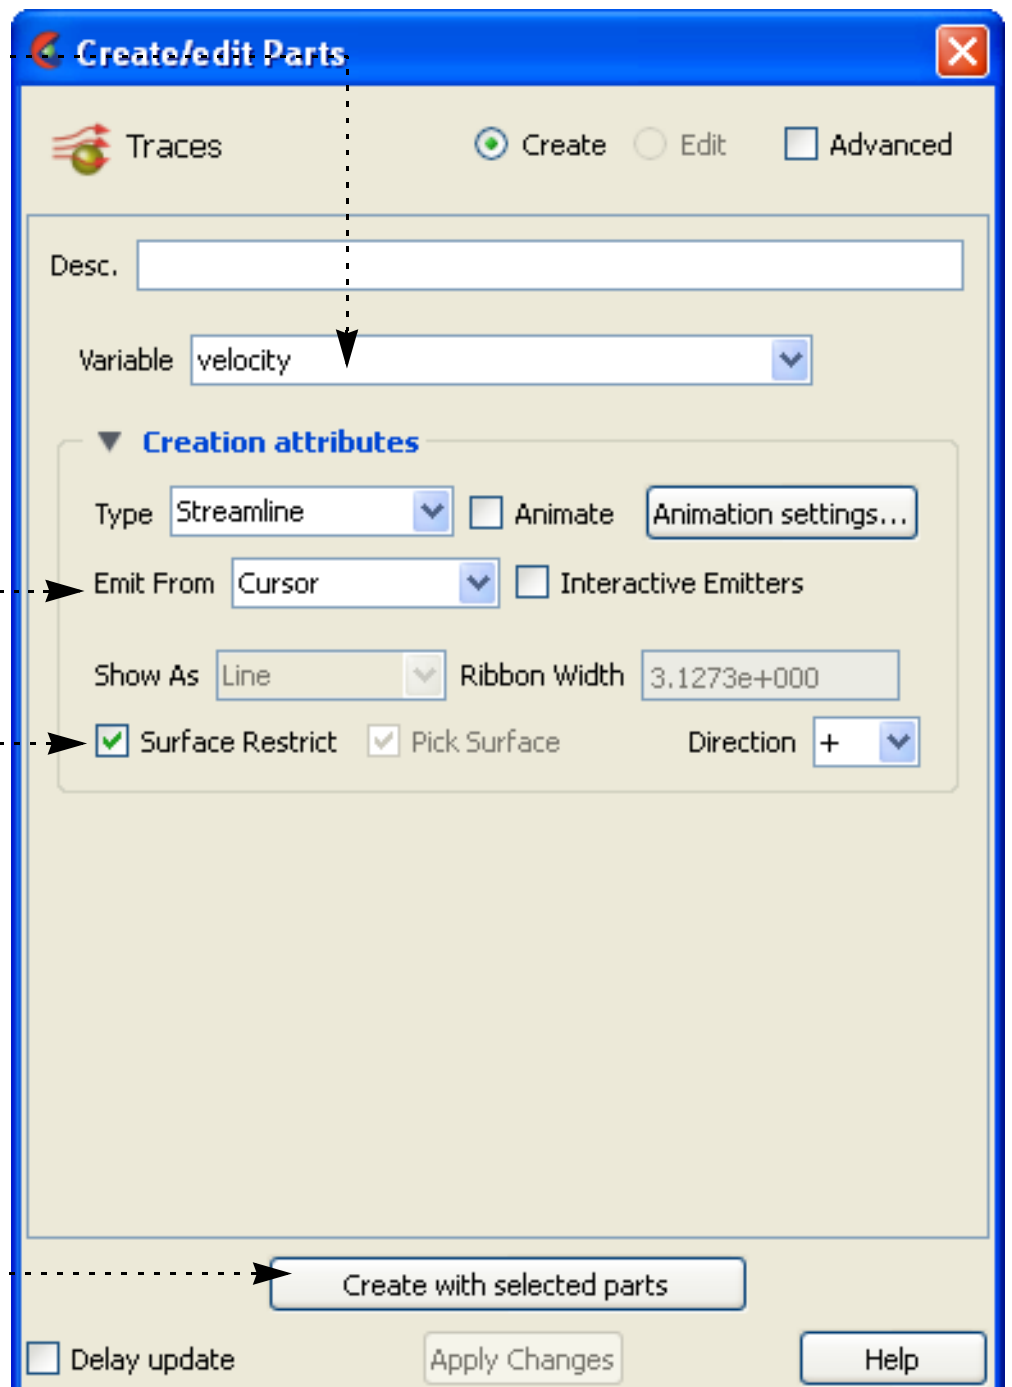 Create/edit Parts
Traces Create Edit Advanced
Desc.
Variable velocity
Creation attributes
Type Streamline Animate Animation settings...
Emit From Cursor Interactive Emitters
Show As Line Ribbon Width 3.1273e+000
Surface Restrict Pick Surface Direction +
Create with selected parts
Delay update Apply Changes Help